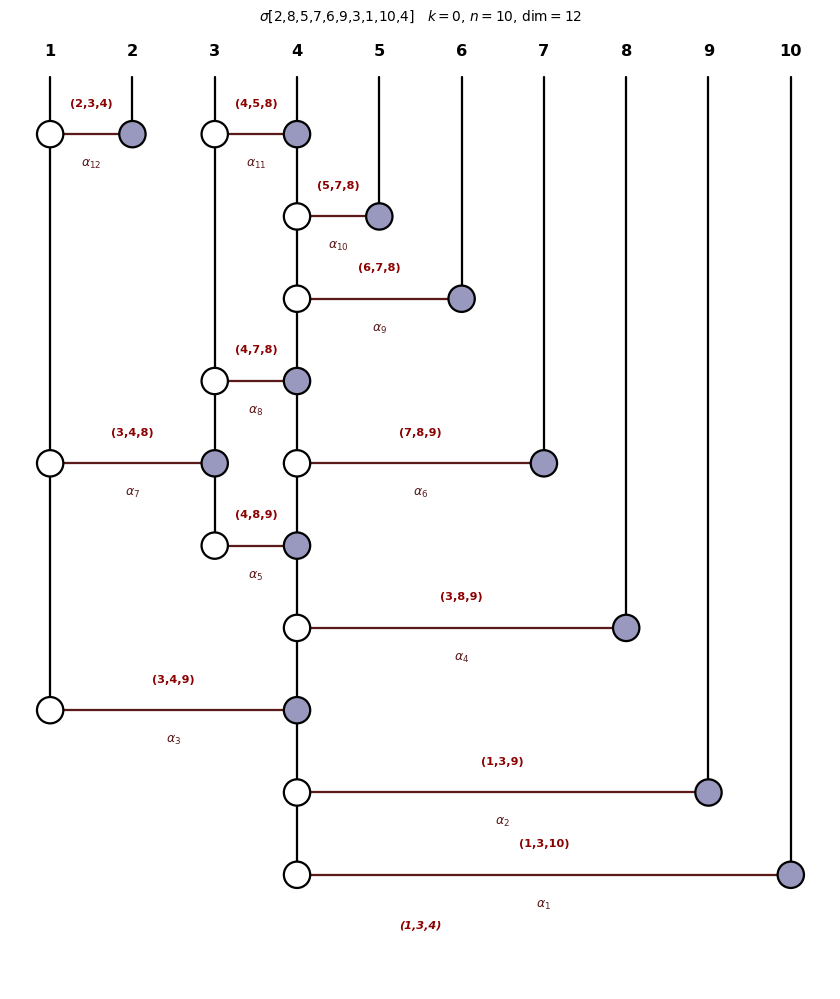 σ[2,8,5,7,6,9,3,1,10,4]   k=0, n=10, dim=12
1 2 3 4 5 6 7 8 9 10
(2,3,4) (4,5,8)
α₁₂ α₁₁
(5,7,8)
α₁₀
(6,7,8)
α₉
(4,7,8)
α₈
(3,4,8) (7,8,9)
α₇ α₆
(4,8,9)
α₅
(3,8,9)
α₄
(3,4,9)
α₃
(1,3,9)
α₂
(1,3,10)
α₁
(1,3,4)